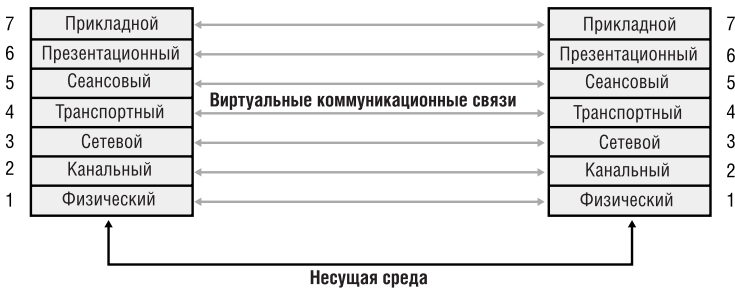 7 Прикладной Прикладной 7
6 Презентационный Презентационный 6
5 Сеансовый Сеансовый 5
Виртуальные коммуникационные связи
4 Транспортный Транспортный 4
3 Сетевой Сетевой 3
2 Канальный Канальный 2
1 Физический Физический 1
Несущая среда